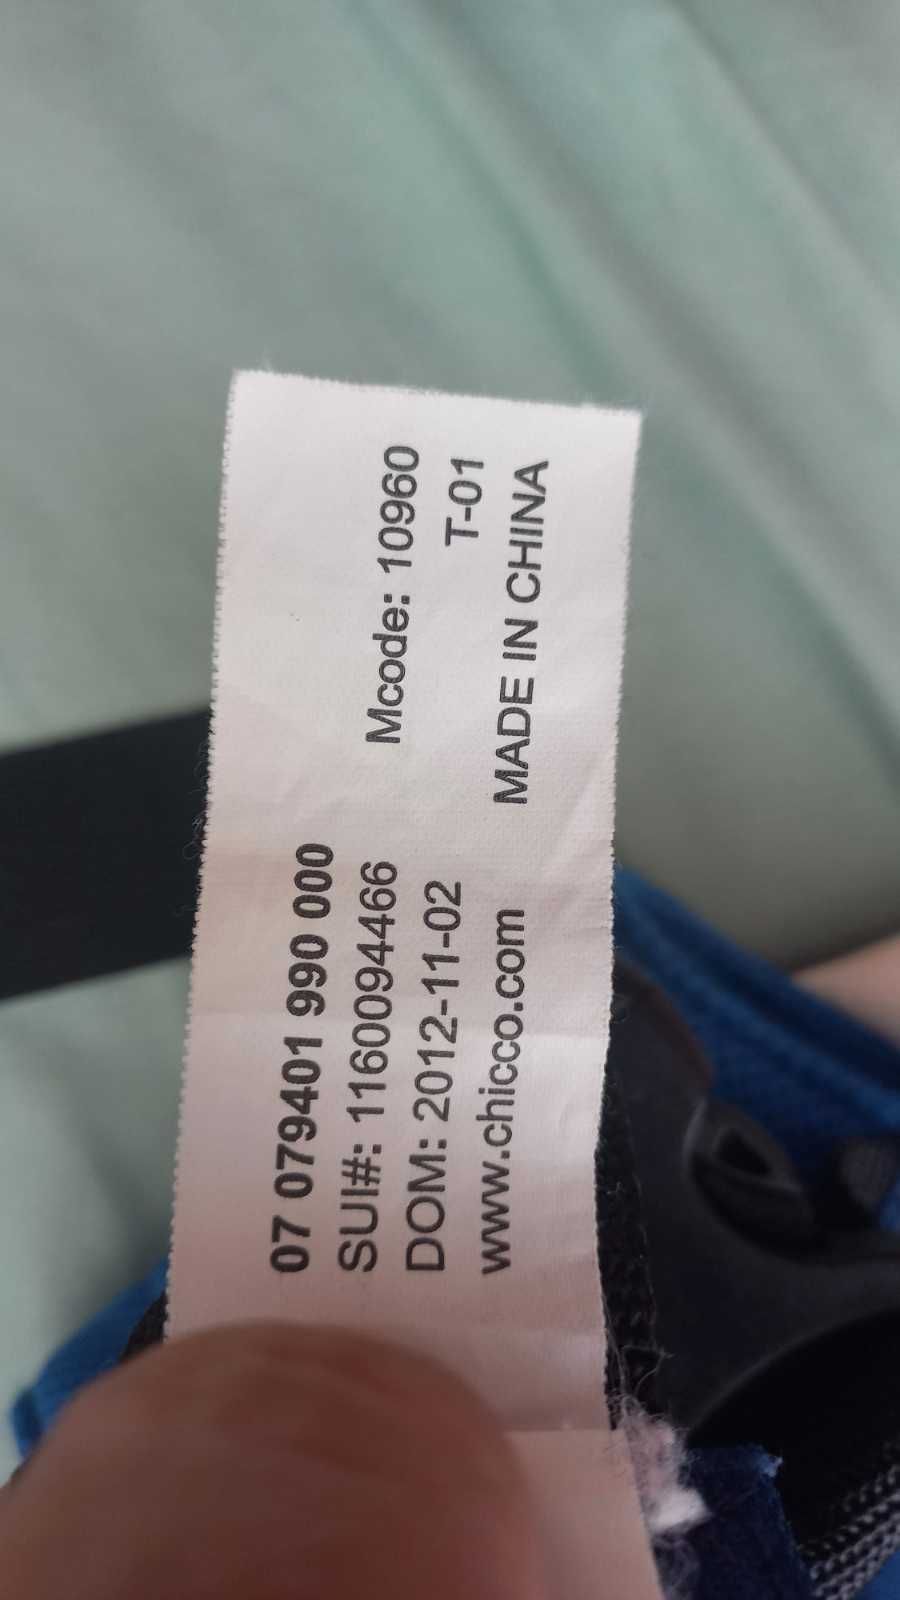 07 079401 990 000
SUI#: 1160094466 Mcode: 10960
DOM: 2012-11-02 T-01
www.chicco.com MADE IN CHINA